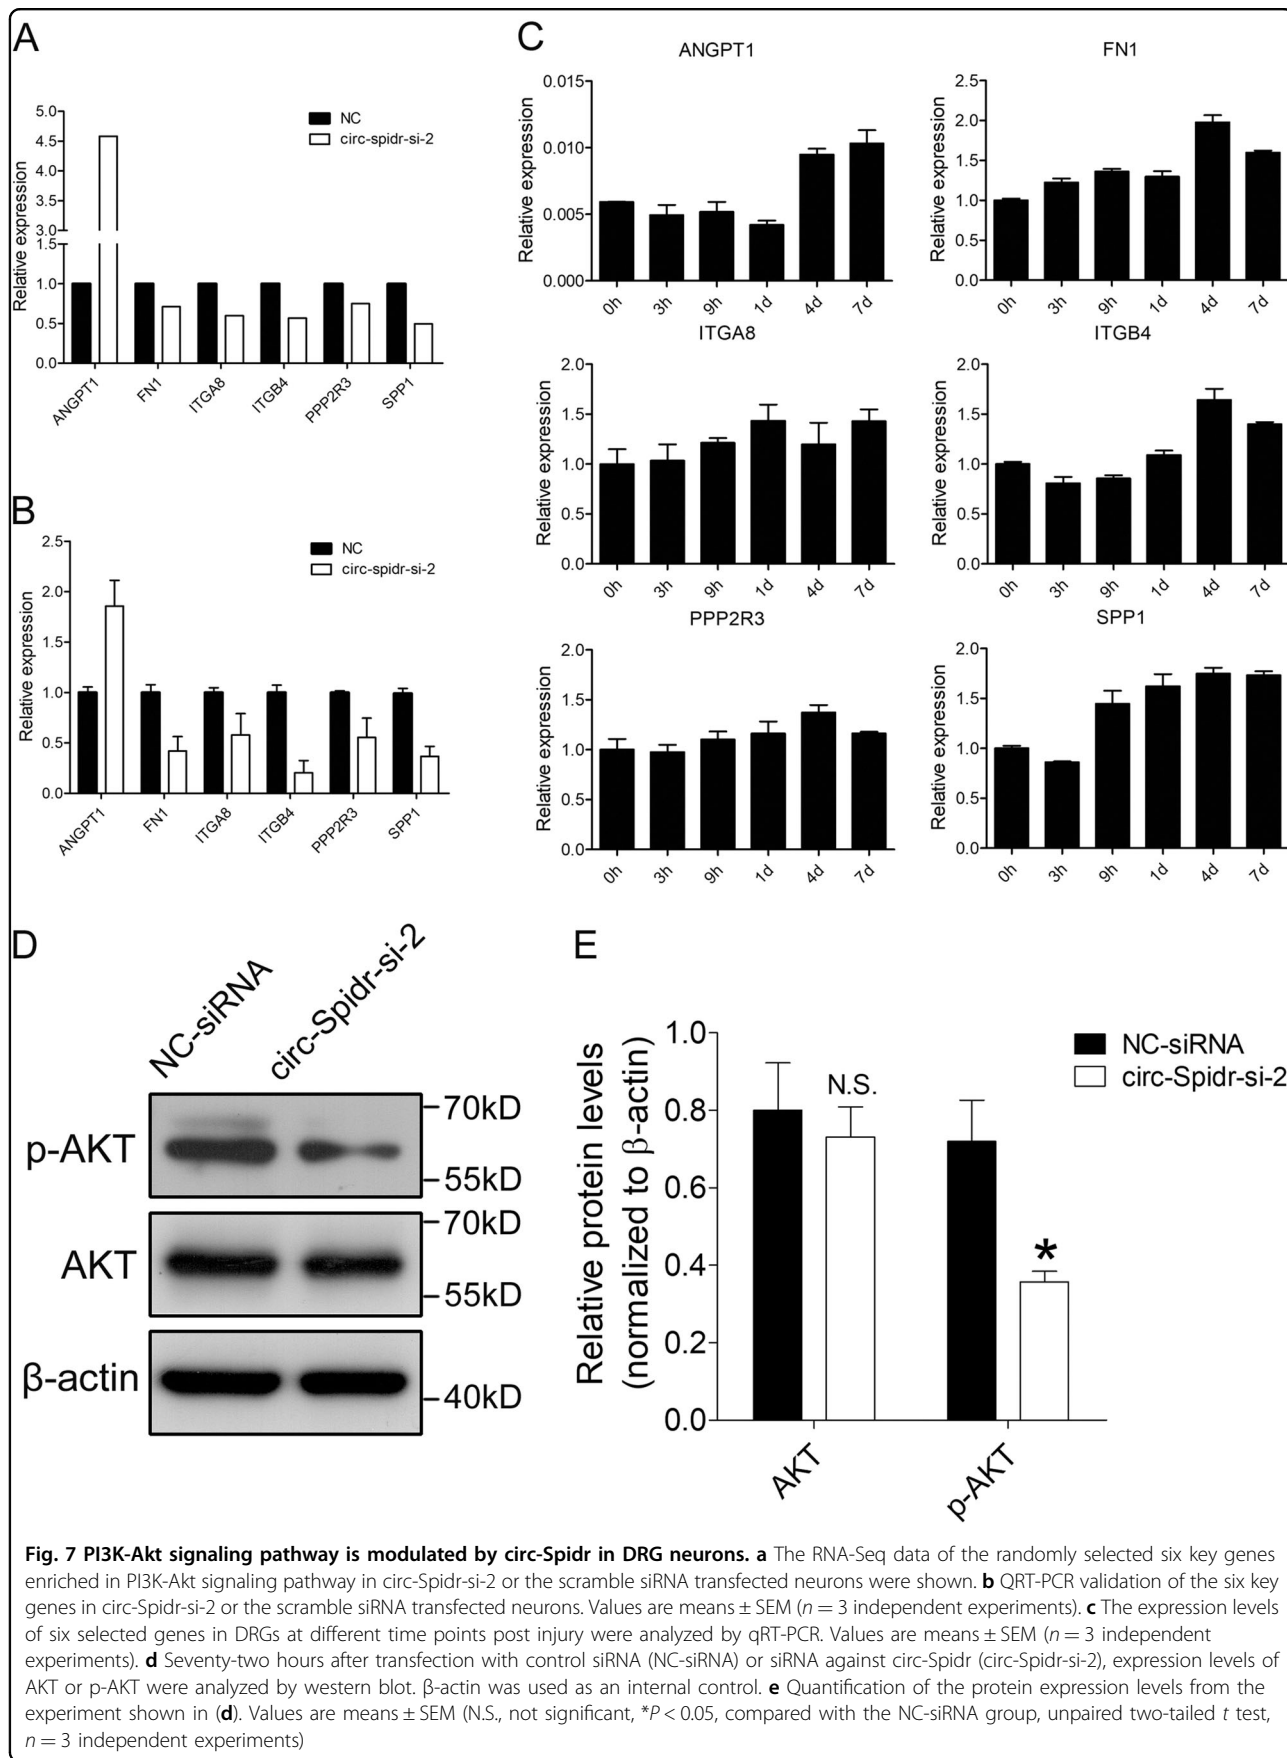 A
NC
circ-spidr-si-2
Relative expression
5.0
4.5
4.0
3.5
3.0
1.5
1.0
0.5
0.0
ANGPT1 FN1 ITGA8 ITGB4 PPP2R3 SPP1
B
NC
circ-spidr-si-2
Relative expression
2.5
2.0
1.5
1.0
0.5
0.0
ANGPT1 FN1 ITGA8 ITGB4 PPP2R3 SPP1
C
ANGPT1
Relative expression
0.015
0.010
0.005
0.000
0h 3h 9h 1d 4d 7d
FN1
Relative expression
2.5
2.0
1.5
1.0
0.5
0.0
0h 3h 9h 1d 4d 7d
ITGA8
Relative expression
2.0
1.5
1.0
0.5
0.0
0h 3h 9h 1d 4d 7d
ITGB4
Relative expression
2.0
1.5
1.0
0.5
0.0
0h 3h 9h 1d 4d 7d
PPP2R3
Relative expression
2.0
1.5
1.0
0.5
0.0
0h 3h 9h 1d 4d 7d
SPP1
Relative expression
2.0
1.5
1.0
0.5
0.0
0h 3h 9h 1d 4d 7d
D
NC-siRNA circ-Spidr-si-2
p-AKT
70kD
55kD
AKT
70kD
55kD
β-actin
40kD
E
NC-siRNA
circ-Spidr-si-2
Relative protein levels
(normalized to β-actin)
1.0
0.8
0.6
0.4
0.2
0.0
N.S.
*
AKT p-AKT
Fig. 7 PI3K-Akt signaling pathway is modulated by circ-Spidr in DRG neurons. a The RNA-Seq data of the randomly selected six key genes
enriched in PI3K-Akt signaling pathway in circ-Spidr-si-2 or the scramble siRNA transfected neurons were shown. b QRT-PCR validation of the six key
genes in circ-Spidr-si-2 or the scramble siRNA transfected neurons. Values are means ± SEM (n = 3 independent experiments). c The expression levels
of six selected genes in DRGs at different time points post injury were analyzed by qRT-PCR. Values are means ± SEM (n = 3 independent
experiments). d Seventy-two hours after transfection with control siRNA (NC-siRNA) or siRNA against circ-Spidr (circ-Spidr-si-2), expression levels of
AKT or p-AKT were analyzed by western blot. β-actin was used as an internal control. e Quantification of the protein expression levels from the
experiment shown in (d). Values are means ± SEM (N.S., not significant, *P < 0.05, compared with the NC-siRNA group, unpaired two-tailed t test,
n = 3 independent experiments)